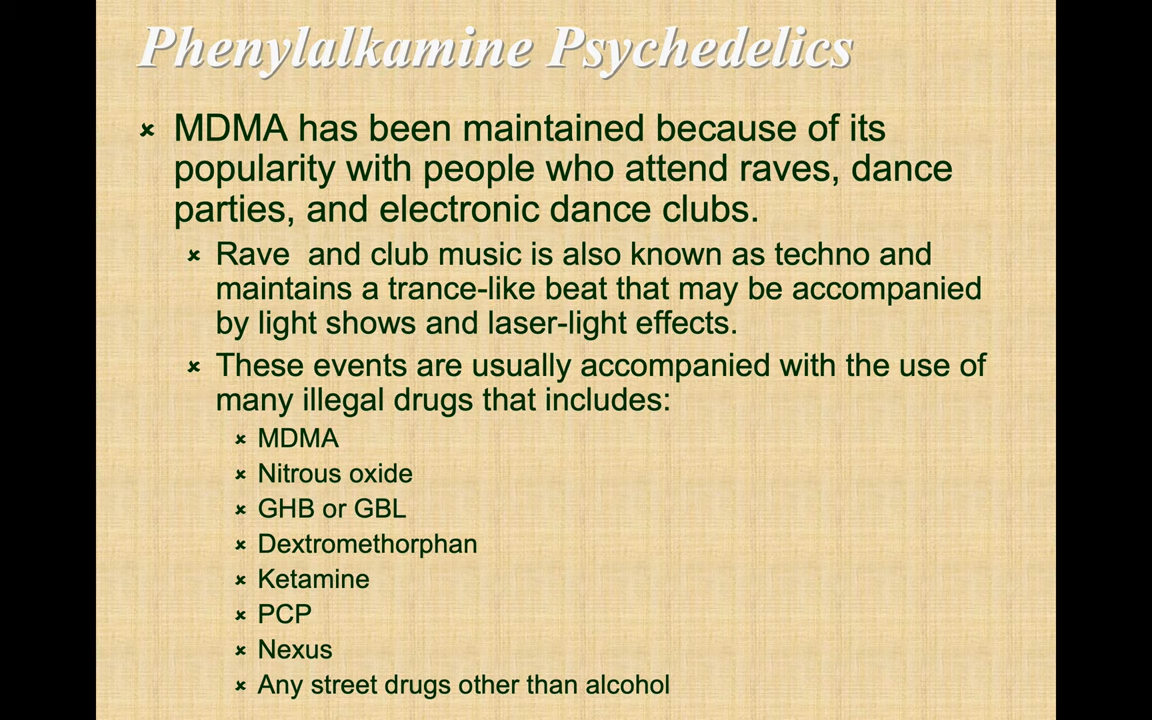 Phenylalkamine Psychedelics
MDMA has been maintained because of its
popularity with people who attend raves, dance
parties, and electronic dance clubs.
Rave  and club music is also known as techno and
maintains a trance-like beat that may be accompanied
by light shows and laser-light effects.
These events are usually accompanied with the use of
many illegal drugs that includes:
MDMA
Nitrous oxide
GHB or GBL
Dextromethorphan
Ketamine
PCP
Nexus
Any street drugs other than alcohol